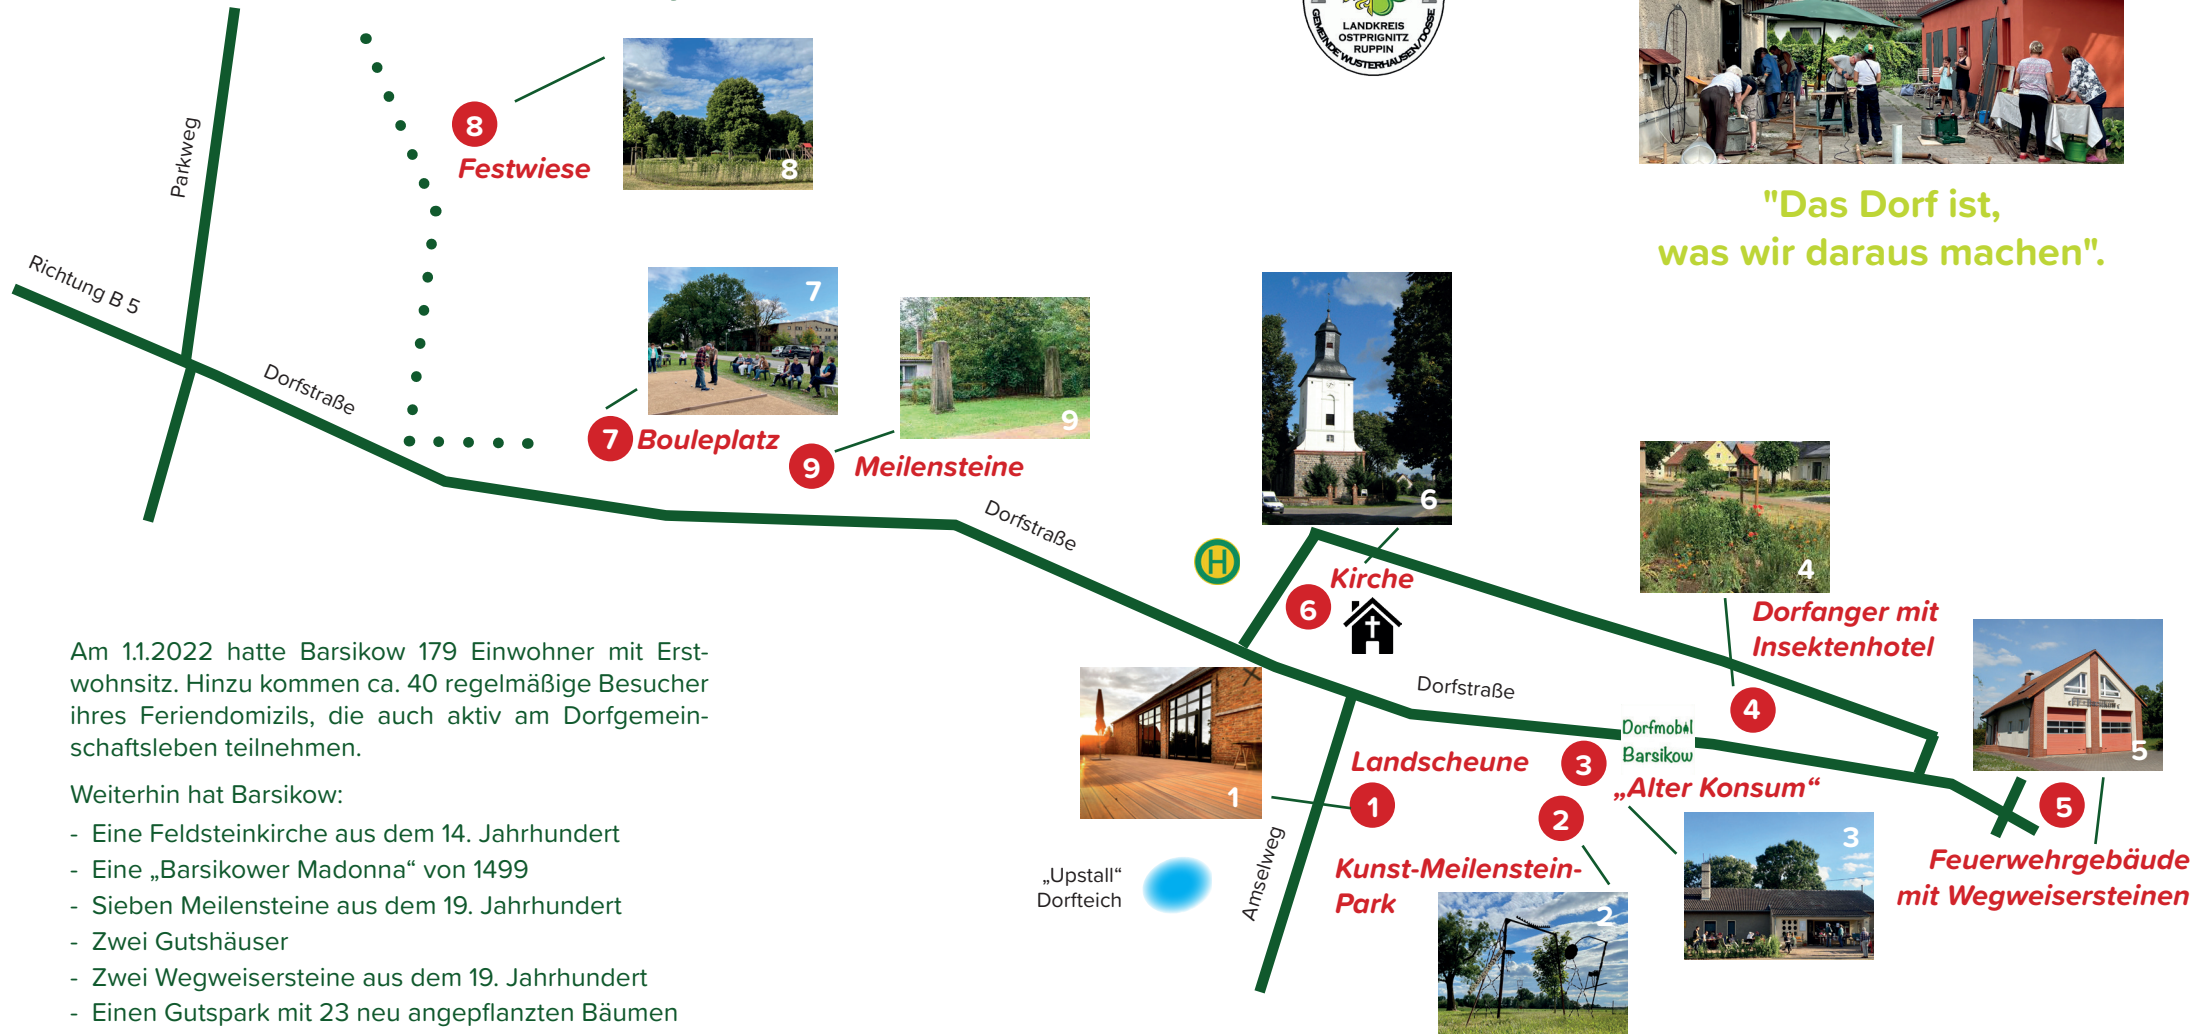 LANDKREIS
OSTPRIGNITZ
RUPPIN
GEMEINDE WUSTERHAUSEN/DOSSE
"Das Dorf ist,
was wir daraus machen".
Parkweg
8
Festwiese
8
Richtung B 5
Dorfstraße
7
7 Bouleplatz
9
9 Meilensteine
Dorfstraße
H
6
Kirche
6
4
Dorfanger mit
Insektenhotel
4
Dorfstraße
Dorfmobil
Barsikow
5
5
Feuerwehrgebäude
mit Wegweisersteinen
Landscheune
1
1
3
„Alter Konsum“
3
2
Kunst-Meilenstein-
Park
2
Amselweg
„Upstall“
Dorfteich
Am 1.1.2022 hatte Barsikow 179 Einwohner mit Erst-
wohnsitz. Hinzu kommen ca. 40 regelmäßige Besucher
ihres Feriendomizils, die auch aktiv am Dorfgemein-
schaftsleben teilnehmen.
Weiterhin hat Barsikow:
- Eine Feldsteinkirche aus dem 14. Jahrhundert
- Eine „Barsikower Madonna“ von 1499
- Sieben Meilensteine aus dem 19. Jahrhundert
- Zwei Gutshäuser
- Zwei Wegweisersteine aus dem 19. Jahrhundert
- Einen Gutspark mit 23 neu angepflanzten Bäumen